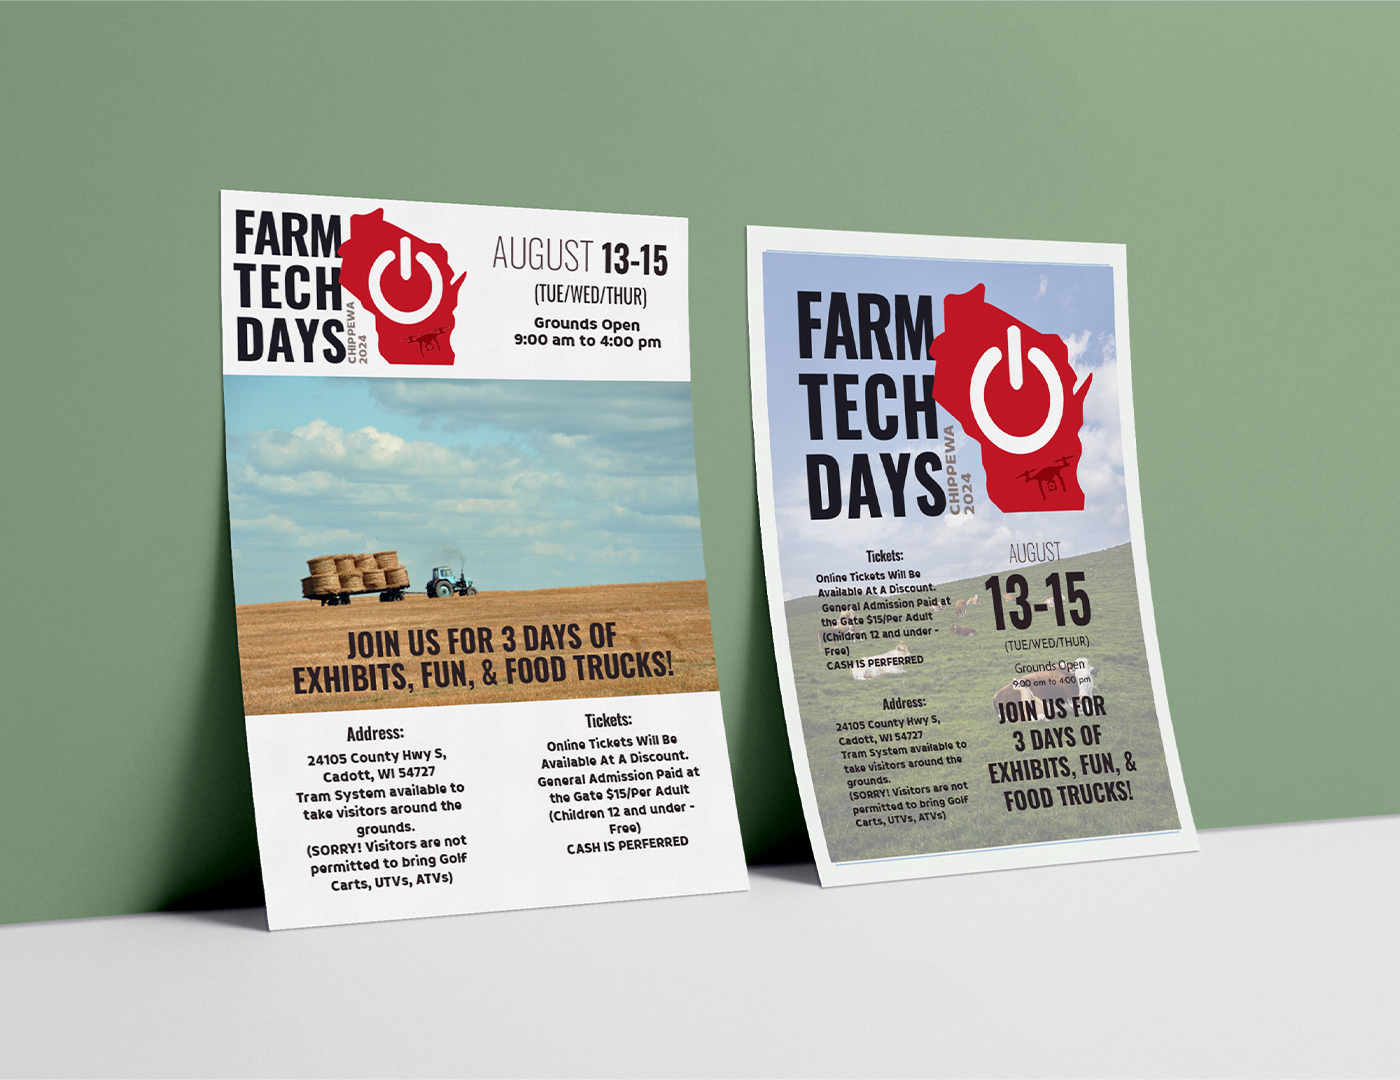 FARM
TECH
DAYS
CHIPPEWA
2024
AUGUST 13-15
(TUE/WED/THUR)
Grounds Open
9:00 am to 4:00 pm
JOIN US FOR 3 DAYS OF
EXHIBITS, FUN, & FOOD TRUCKS!
Address:
24105 County Hwy S,
Cadott, WI 54727
Tram System available to
take visitors around the
grounds.
(SORRY! Visitors are not
permitted to bring Golf
Carts, UTVs, ATVs)
Tickets:
Online Tickets Will Be
Available At A Discount.
General Admission Paid at
the Gate $15/Per Adult
(Children 12 and under -
Free)
CASH IS PERFERRED
FARM
TECH
DAYS
CHIPPEWA
2024
Tickets:
Online Tickets Will Be
Available At A Discount.
General Admission Paid at
the Gate $15/Per Adult
(Children 12 and under -
Free)
CASH IS PERFERRED
Address:
24105 County Hwy S,
Cadott, WI 54727
Tram System available to
take visitors around the
grounds.
(SORRY! Visitors are not
permitted to bring Golf
Carts, UTVs, ATVs)
AUGUST
13-15
(TUE/WED/THUR)
Grounds Open
9:00 am to 4:00 pm
JOIN US FOR
3 DAYS OF
EXHIBITS, FUN, &
FOOD TRUCKS!